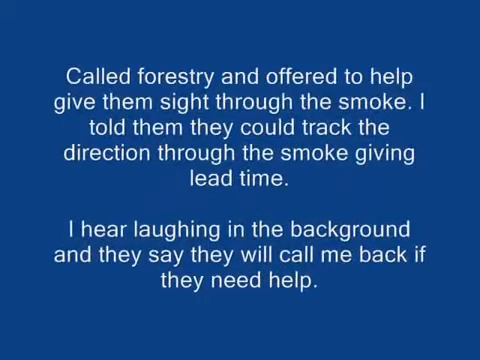 Called forestry and offered to help
give them sight through the smoke. I
told them they could track the
direction through the smoke giving
lead time.
I hear laughing in the background
and they say they will call me back if
they need help.